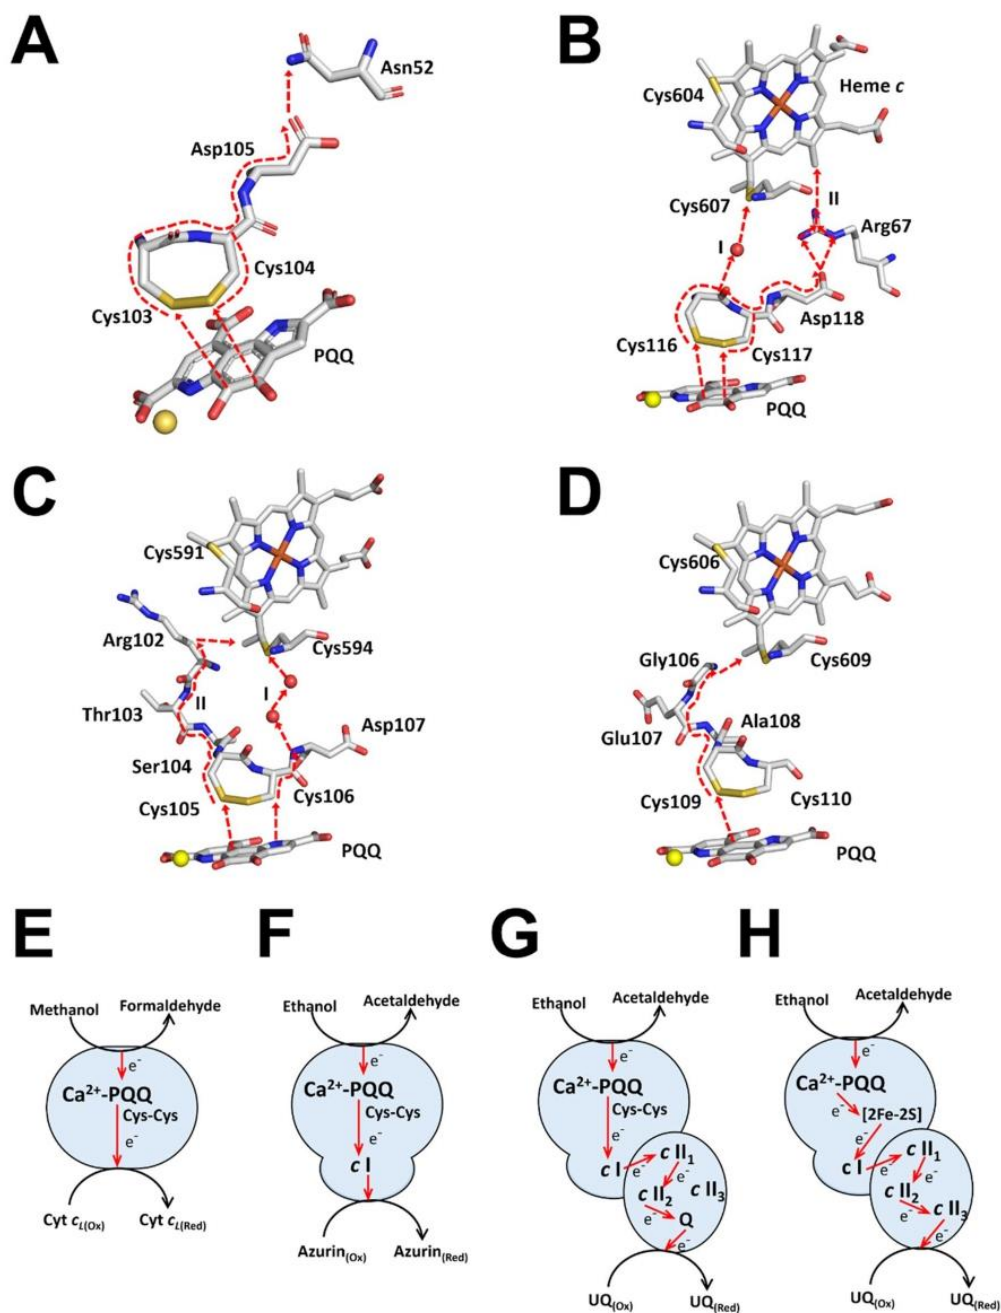 A
Asn52
Asp105
Cys104
Cys103
PQQ
B
Cys604
Heme c
Cys607
II
Arg67
I
Asp118
Cys116
Cys117
PQQ
C
Cys591
Arg102
Cys594
I
II
Thr103
Asp107
Ser104
Cys105
Cys106
PQQ
D
Cys606
Gly106
Cys609
Glu107
Ala108
Cys109
Cys110
PQQ
E
Methanol
Formaldehyde
e-
Ca2+-PQQ
Cys-Cys
e-
Cyt cL(Ox)
Cyt cL(Red)
F
Ethanol
Acetaldehyde
e-
Ca2+-PQQ
Cys-Cys
e-
c I
Azurin(Ox)
Azurin(Red)
G
Ethanol
Acetaldehyde
e-
Ca2+-PQQ
Cys-Cys
e-
c I
e-
c II1
e-
c II2
c II3
e-
Q
e-
UQ(Ox)
UQ(Red)
H
Ethanol
Acetaldehyde
e-
Ca2+-PQQ
e-
[2Fe-2S]
e-
c I
e-
c II1
e-
c II2
e-
c II3
e-
UQ(Ox)
UQ(Red)